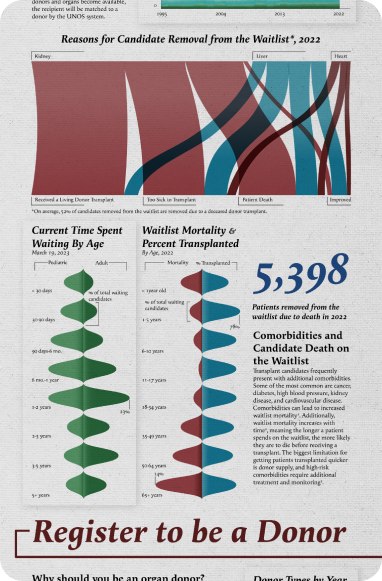 donors and organs become available,
the recipient will be matched to a
donor by the UNOS system.
0
1995 2004 2013 2022
Reasons for Candidate Removal from the Waitlist*, 2022
Kidney Liver Heart
Received a Living Donor Transplant Too Sick to Transplant Patient Death Improved
*On average, 52% of candidates removed from the waitlist are removed due to a deceased donor transplant.
Current Time Spent
Waiting By Age
March 19, 2023
Pediatric Adult
< 30 days
% of total waiting
candidates
30-90 days
90 days-6 mo.
6 mo.-1 year
1-2 years
23%
2-3 years
3-5 years
5+ years
Waitlist Mortality &
Percent Transplanted
By Age, 2022
Mortality % Transplanted
< 1 year old
% of total waiting
candidates
1-5 years
78%
6-10 years
11-17 years
18-34 years
35-49 years
50-64 years
14%
65+ years
5,398
Patients removed from the
waitlist due to death in 2022
Comorbidities and
Candidate Death on
the Waitlist
Transplant candidates frequently
present with additional comorbidities.
Some of the most common are cancer,
diabetes, high blood pressure, kidney
disease, and cardiovascular disease.
Comorbidities can lead to increased
waitlist mortality. Additionally,
waitlist mortality increases with
time, meaning the longer a patient
spends on the waitlist, the more likely
they are to die before receiving a
transplant. The biggest limitation for
getting patients transplanted quicker
is donor supply, and high-risk
comorbidities require additional
treatment and monitoring.
Register to be a Donor
Why should you be an organ donor?
Donor Types by Year